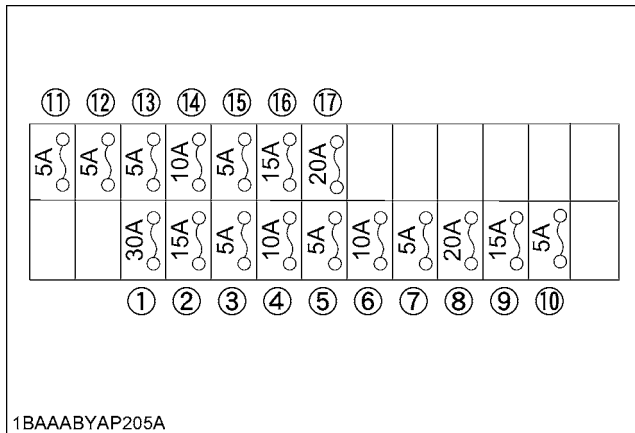 ⑪ ⑫ ⑬ ⑭ ⑮ ⑯ ⑰
5A 5A 5A 10A 5A 15A 20A
30A 15A 5A 10A 5A 10A 5A 20A 15A 5A
① ② ③ ④ ⑤ ⑥ ⑦ ⑧ ⑨ ⑩
1BAAABYAP205A